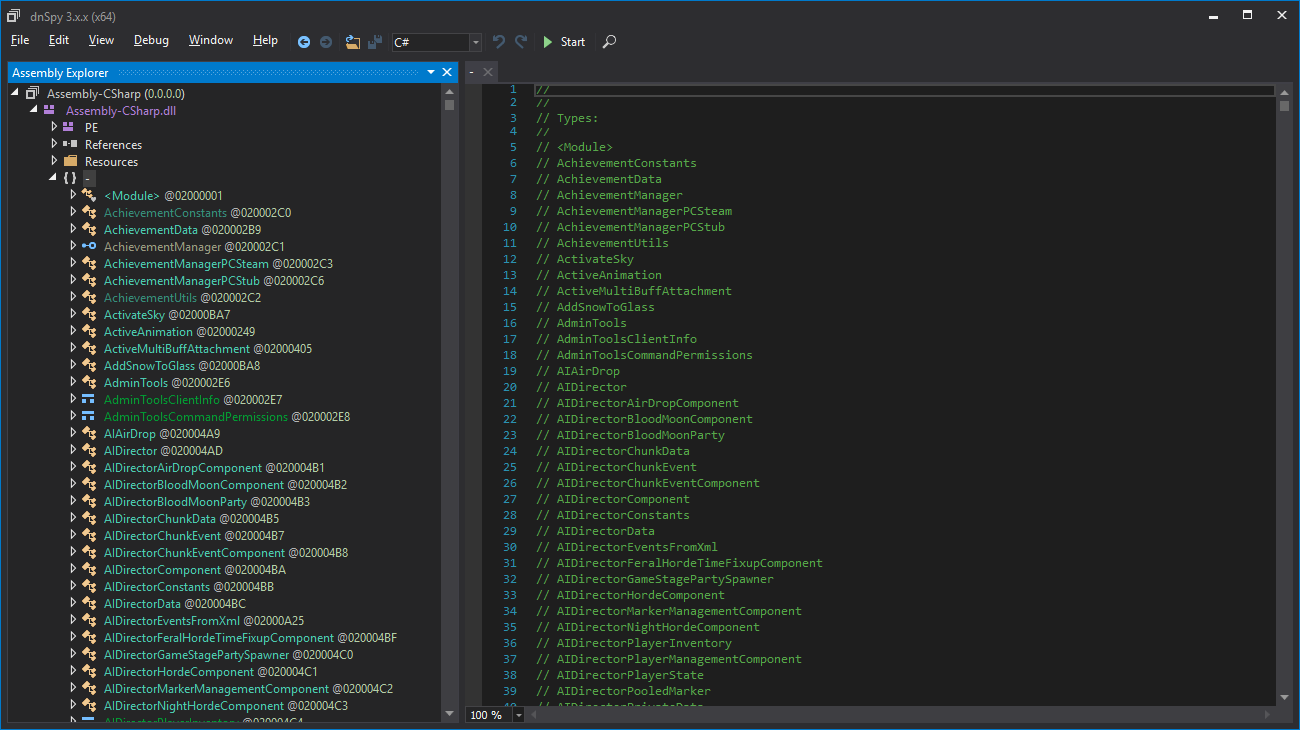 dnSpy 3.x.x (x64)
File Edit View Debug Window Help C# Start
Assembly Explorer
Assembly-CSharp (0.0.0.0)
Assembly-CSharp.dll
PE
References
Resources
{ } -
<Module> @02000001
AchievementConstants @020002C0
AchievementData @020002B9
AchievementManager @020002C1
AchievementManagerPCSteam @020002C3
AchievementManagerPCStub @020002C6
AchievementUtils @020002C2
ActivateSky @02000BA7
ActiveAnimation @02000249
ActiveMultiBuffAttachment @02000405
AddSnowToGlass @02000BA8
AdminTools @020002E6
AdminToolsClientInfo @020002E7
AdminToolsCommandPermissions @020002E8
AIAirDrop @020004A9
AIDirector @020004AD
AIDirectorAirDropComponent @020004B1
AIDirectorBloodMoonComponent @020004B2
AIDirectorBloodMoonParty @020004B3
AIDirectorChunkData @020004B5
AIDirectorChunkEvent @020004B7
AIDirectorChunkEventComponent @020004B8
AIDirectorComponent @020004BA
AIDirectorConstants @020004BB
AIDirectorData @020004BC
AIDirectorEventsFromXml @02000A25
AIDirectorFeralHordeTimeFixupComponent @020004BF
AIDirectorGameStagePartySpawner @020004C0
AIDirectorHordeComponent @020004C1
AIDirectorMarkerManagementComponent @020004C2
AIDirectorNightHordeComponent @020004C3
AIDirectorPlayerInventory @020004C4
-
1 //
2 //
3 // Types:
4 //
5 // <Module>
6 // AchievementConstants
7 // AchievementData
8 // AchievementManager
9 // AchievementManagerPCSteam
10 // AchievementManagerPCStub
11 // AchievementUtils
12 // ActivateSky
13 // ActiveAnimation
14 // ActiveMultiBuffAttachment
15 // AddSnowToGlass
16 // AdminTools
17 // AdminToolsClientInfo
18 // AdminToolsCommandPermissions
19 // AIAirDrop
20 // AIDirector
21 // AIDirectorAirDropComponent
22 // AIDirectorBloodMoonComponent
23 // AIDirectorBloodMoonParty
24 // AIDirectorChunkData
25 // AIDirectorChunkEvent
26 // AIDirectorChunkEventComponent
27 // AIDirectorComponent
28 // AIDirectorConstants
29 // AIDirectorData
30 // AIDirectorEventsFromXml
31 // AIDirectorFeralHordeTimeFixupComponent
32 // AIDirectorGameStagePartySpawner
33 // AIDirectorHordeComponent
34 // AIDirectorMarkerManagementComponent
35 // AIDirectorNightHordeComponent
36 // AIDirectorPlayerInventory
37 // AIDirectorPlayerManagementComponent
38 // AIDirectorPlayerState
39 // AIDirectorPooledMarker
40 // AIDirectorPrivateData
100 %